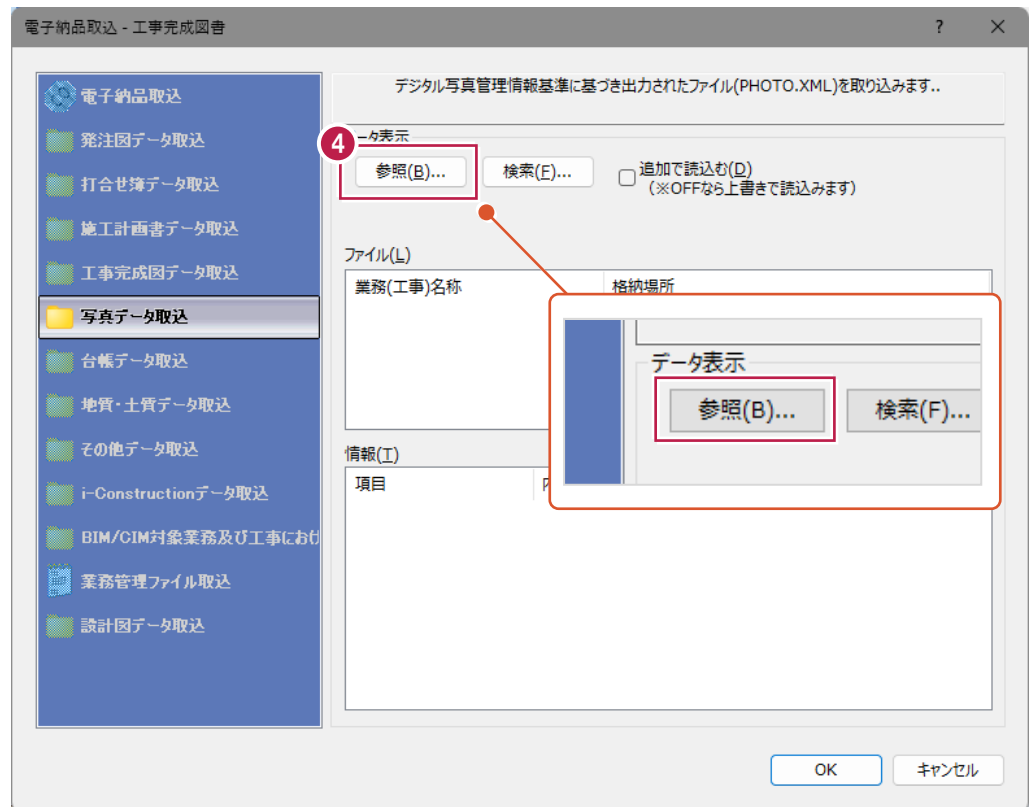 電子納品取込 - 工事完成図書
?
電子納品取込
発注図データ取込
打合せ簿データ取込
施工計画書データ取込
工事完成図データ取込
写真データ取込
台帳データ取込
地質・土質データ取込
その他データ取込
i-Constructionデータ取込
BIM/CIM対象業務及び工事におけ
業務管理ファイル取込
設計図データ取込
デジタル写真管理情報基準に基づき出力されたファイル(PHOTO.XML)を取り込みます..
4
データ表示
参照(B)...
検索(F)...
追加で読込む(D)
(※OFFなら上書きで読込みます)
ファイル(L)
業務(工事)名称
格納場所
データ表示
参照(B)...
検索(F)...
情報(T)
項目
OK
キャンセル